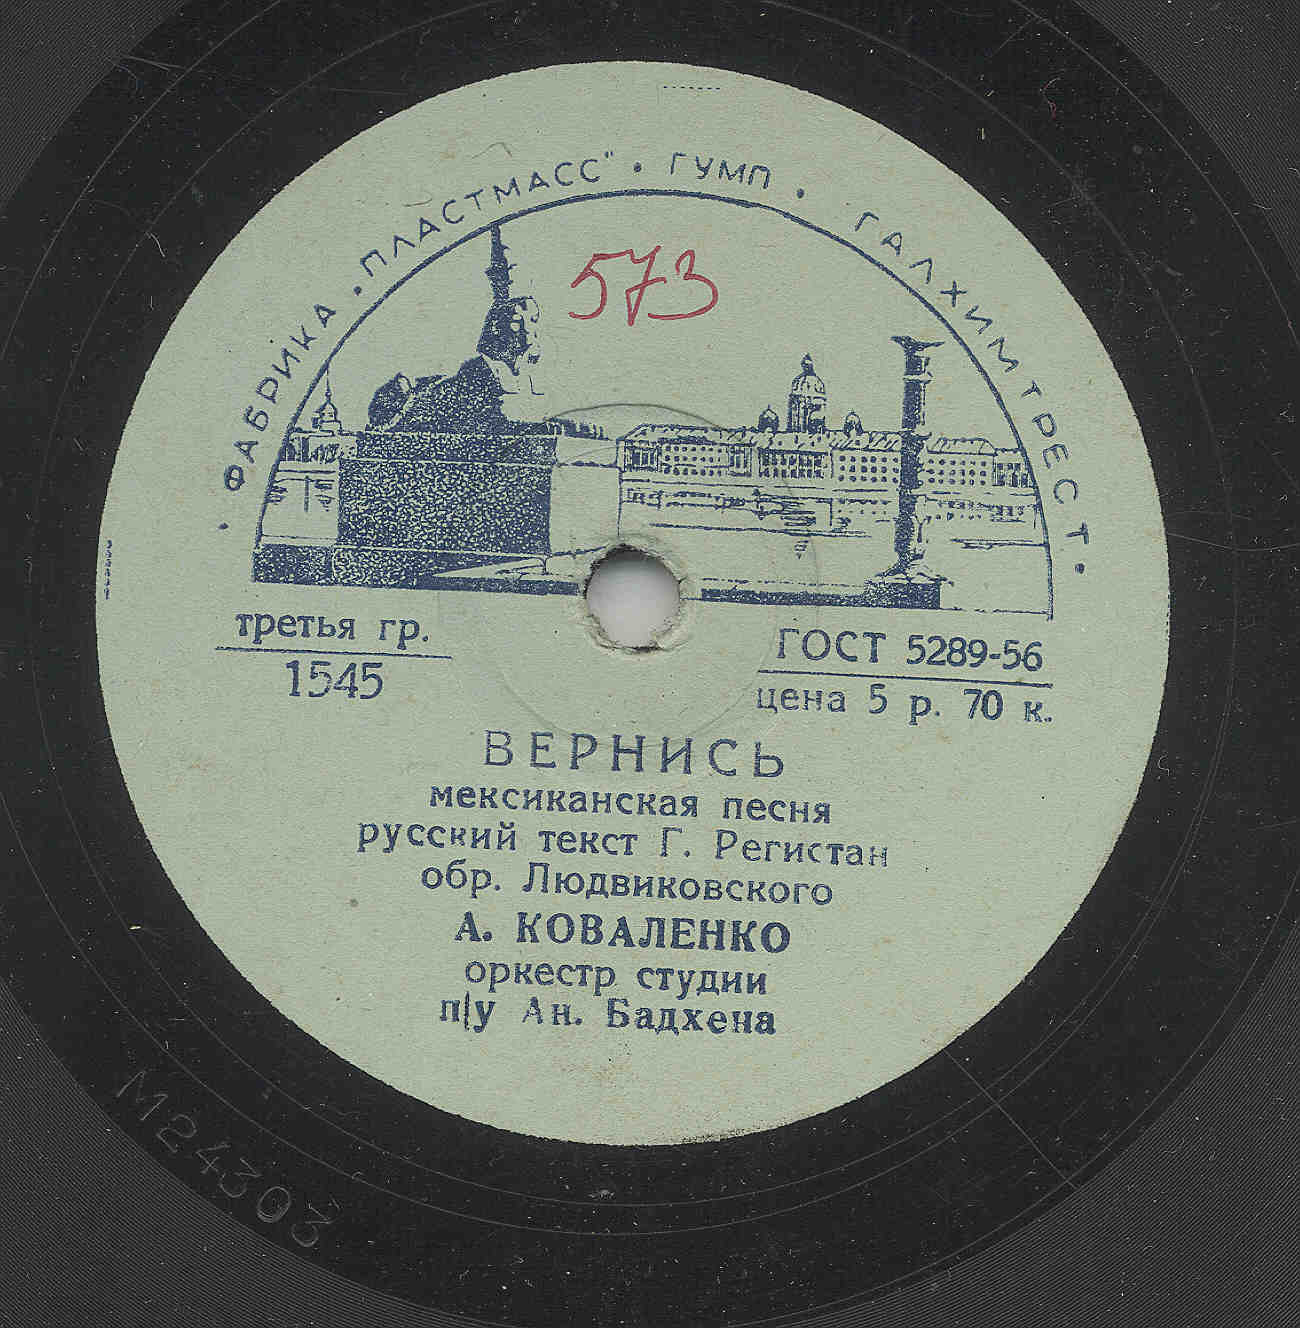 • ФАБРИКА „ПЛАСТМАСС" • ГУМП • ГАЛХИМТРЕСТ •
573
третья гр.
1545
ГОСТ 5289-56
цена 5 р. 70 к.
ВЕРНИСЬ
мексиканская песня
русский текст Г. Регистан
обр. Людвиковского
А. КОВАЛЕНКО
оркестр студии
п/у Ан. Бадхена
М24303